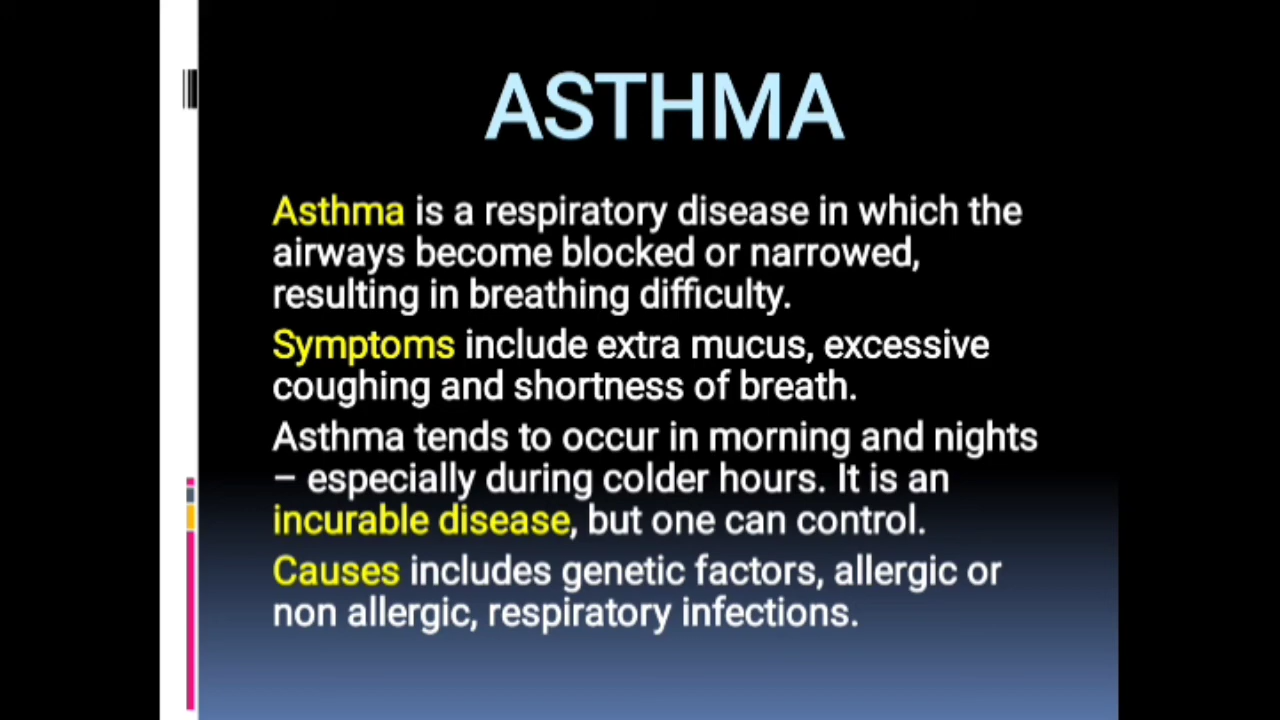 ASTHMA
Asthma is a respiratory disease in which the
airways become blocked or narrowed,
resulting in breathing difficulty.
Symptoms include extra mucus, excessive
coughing and shortness of breath.
Asthma tends to occur in morning and nights
– especially during colder hours. It is an
incurable disease, but one can control.
Causes includes genetic factors, allergic or
non allergic, respiratory infections.